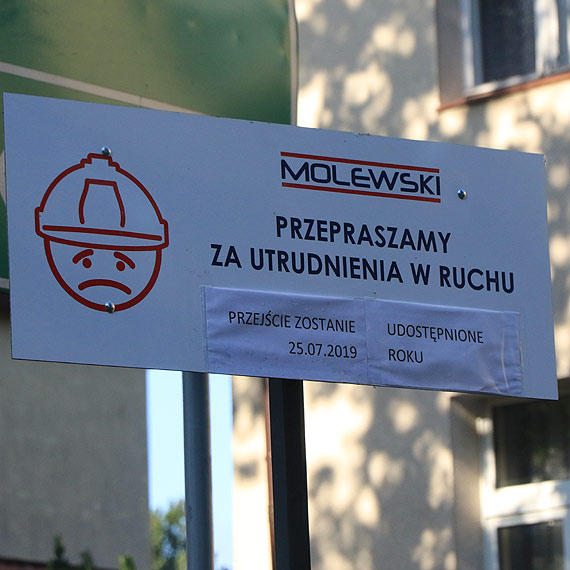 MOLEWSKI
PRZEPRASZAMY
ZA UTRUDNIENIA W RUCHU
PRZEJŚCIE ZOSTANIE UDOSTĘPNIONE
25.07.2019 ROKU